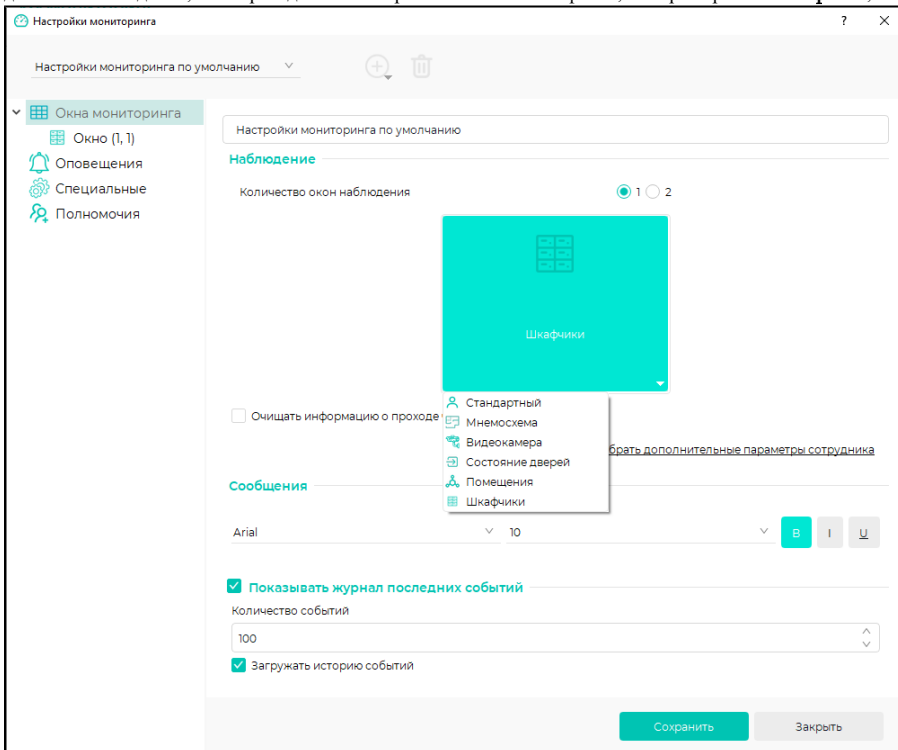 Настройки мониторинга
?
Настройки мониторинга по умолчанию
Окна мониторинга
Окно (1, 1)
Оповещения
Специальные
Полномочия
Настройки мониторинга по умолчанию
Наблюдение
Количество окон наблюдения
1 2
Шкафчики
Очищать информацию о проходе
Стандартный
Мнемосхема
Видеокамера
Состояние дверей
Помещения
Шкафчики
дополнительные параметры сотрудника
Сообщения
Arial
10
B I U
Показывать журнал последних событий
Количество событий
100
Загружать историю событий
Сохранить
Закрыть